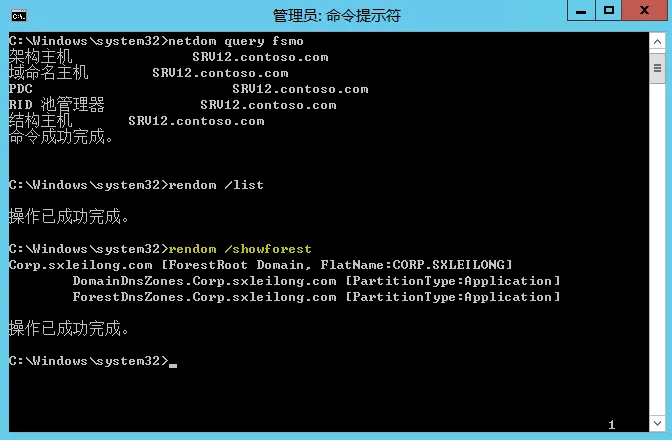 管理员: 命令提示符
C:\Windows\system32>netdom query fsmo
架构主机 SRV12.contoso.com
域命名主机 SRV12.contoso.com
PDC SRV12.contoso.com
RID 池管理器 SRV12.contoso.com
结构主机 SRV12.contoso.com
命令成功完成。
C:\Windows\system32>rendom /list
操作已成功完成。
C:\Windows\system32>rendom /showforest
Corp.sxleilong.com [ForestRoot Domain, FlatName:CORP.SXLEILONG]
DomainDnsZones.Corp.sxleilong.com [PartitionType:Application]
ForestDnsZones.Corp.sxleilong.com [PartitionType:Application]
操作已成功完成。
C:\Windows\system32>
1